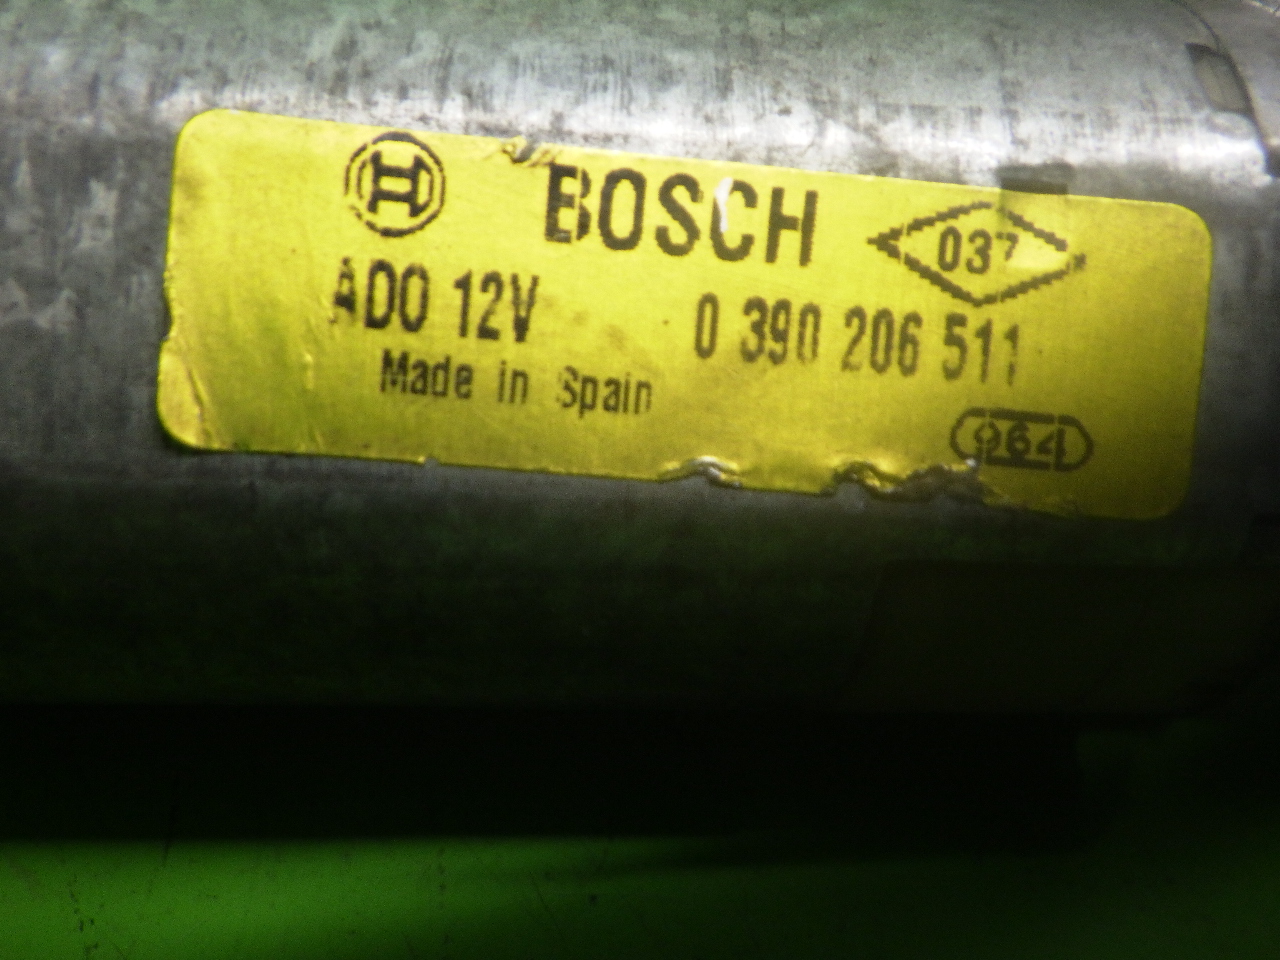 BOSCH
037
ADO 12V
0 390 206 511
Made in Spain
964